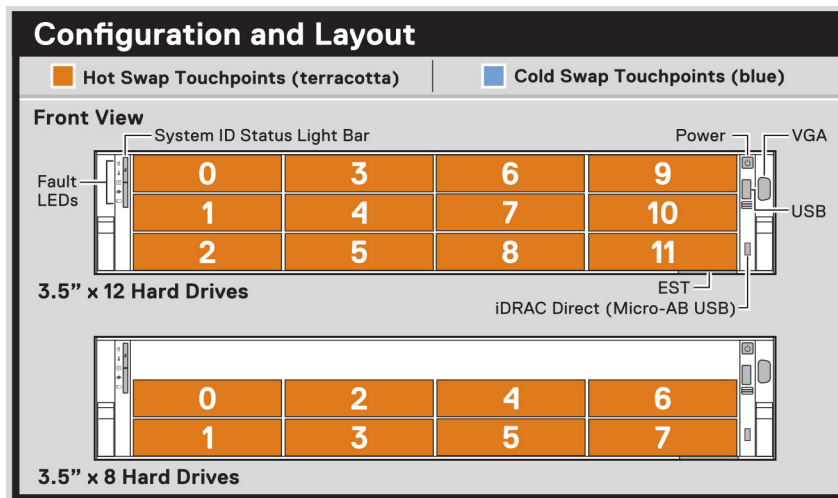 Configuration and Layout
Hot Swap Touchpoints (terracotta)
Cold Swap Touchpoints (blue)
Front View
System ID Status Light Bar
Power
VGA
Fault
LEDs
0 3 6 9
1 4 7 10
2 5 8 11
USB
EST
iDRAC Direct (Micro-AB USB)
3.5” x 12 Hard Drives
0 2 4 6
1 3 5 7
3.5” x 8 Hard Drives